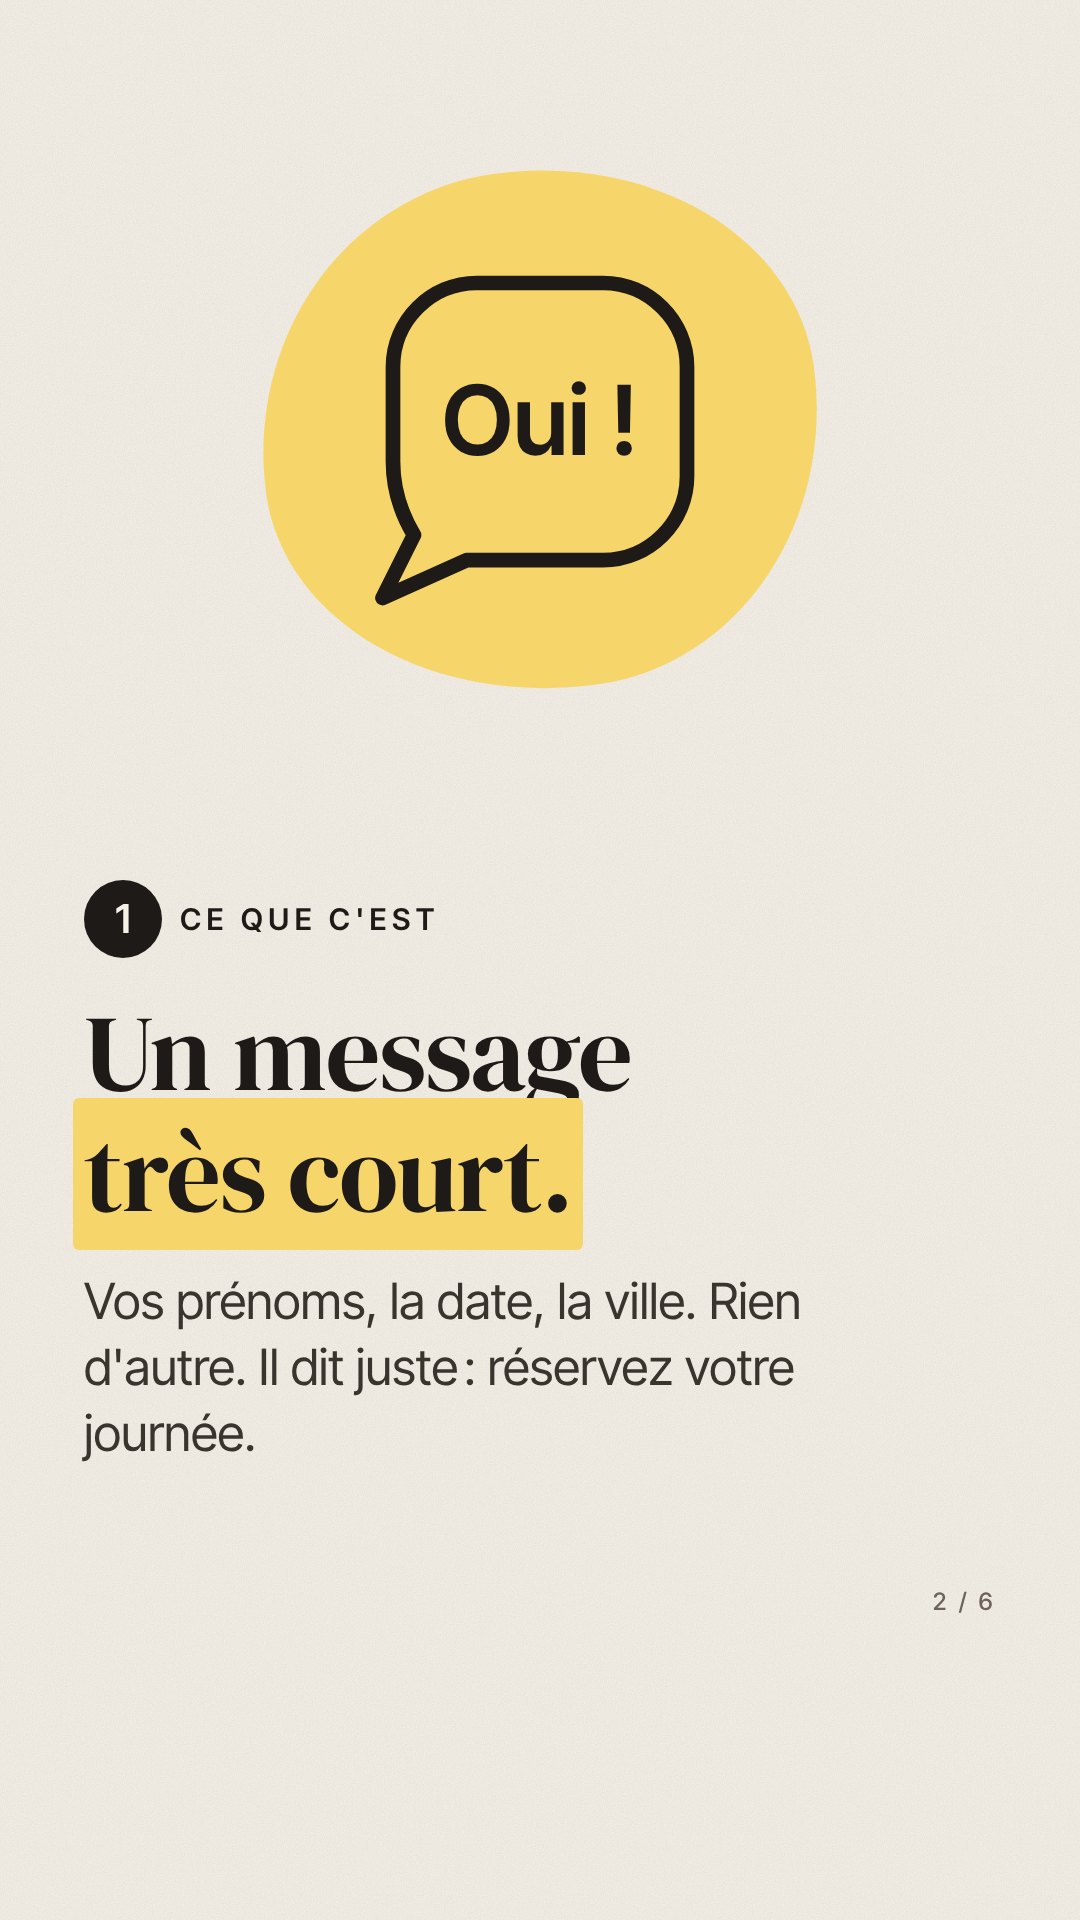 Oui !
1 CE QUE C'EST
Un message
très court.
Vos prénoms, la date, la ville. Rien
d'autre. Il dit juste : réservez votre
journée.
2 / 6